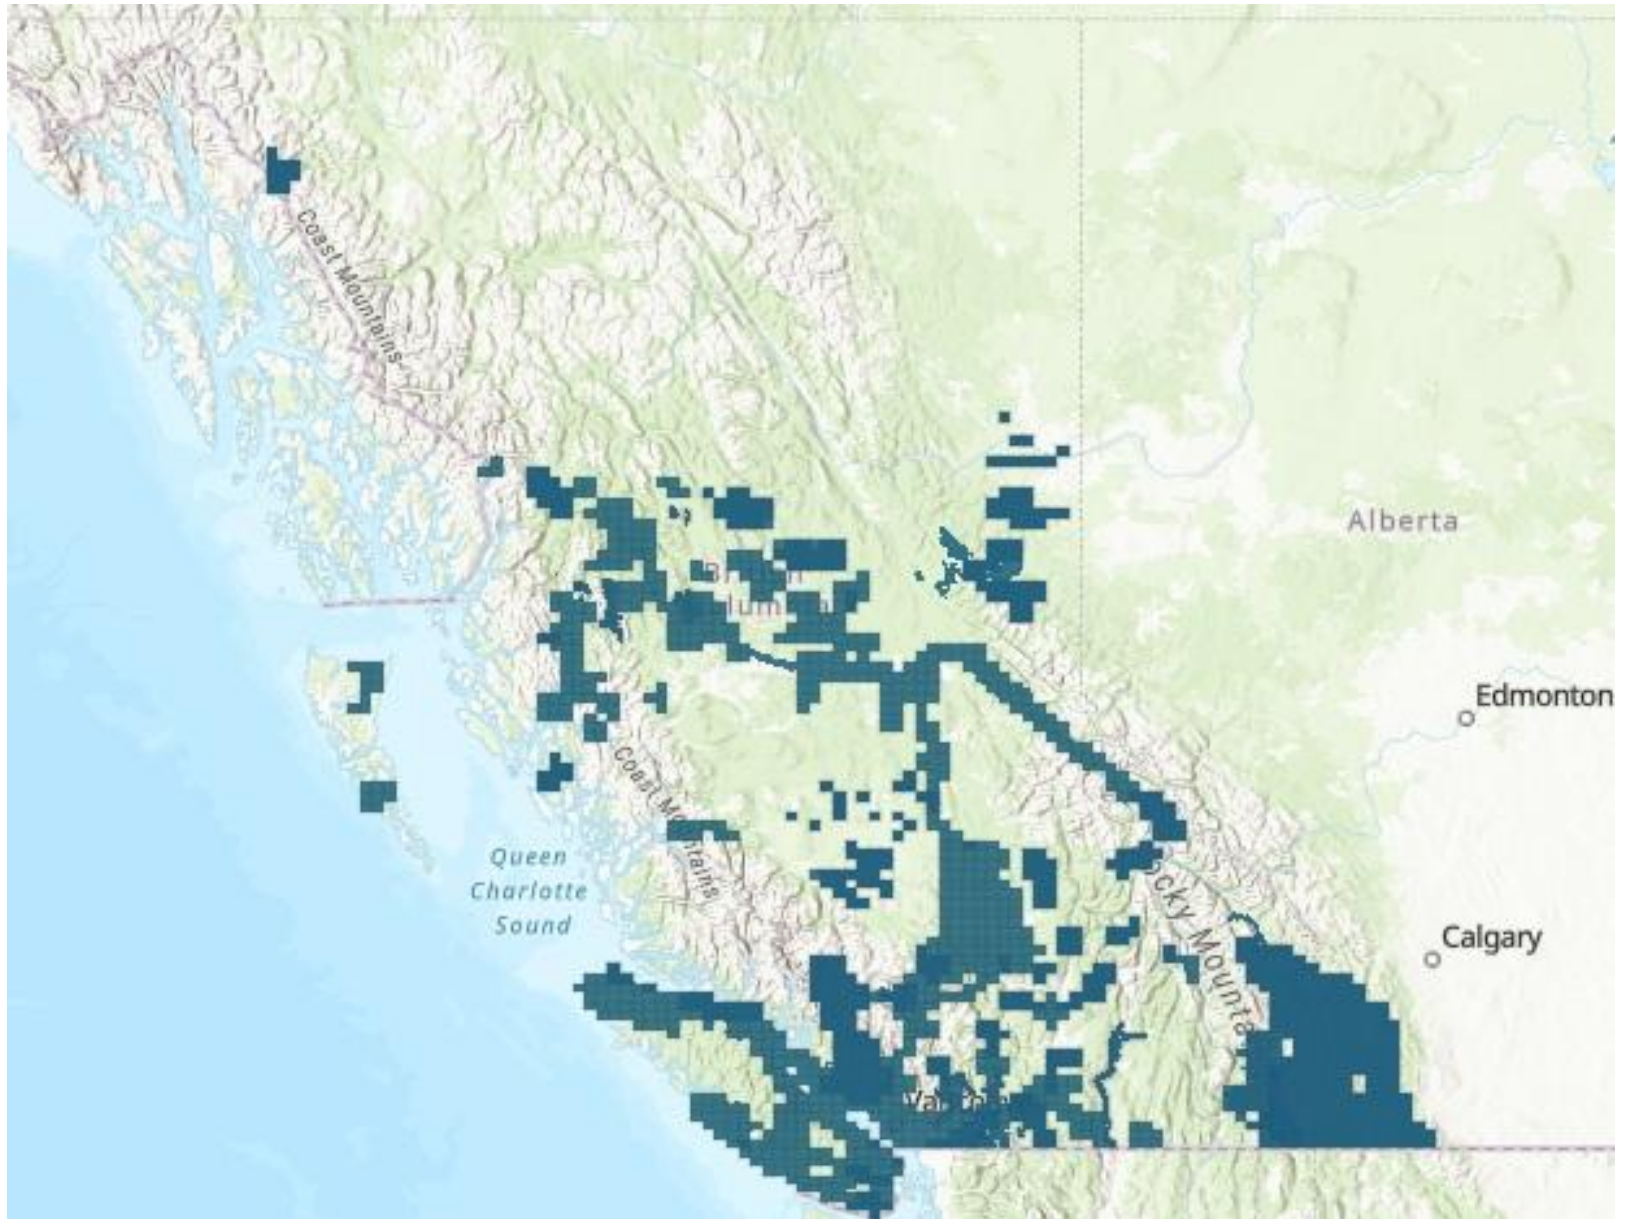 Coast Mountains
Alberta
Edmonton
Coast Mountains
Queen
Charlotte
Sound
Calgary